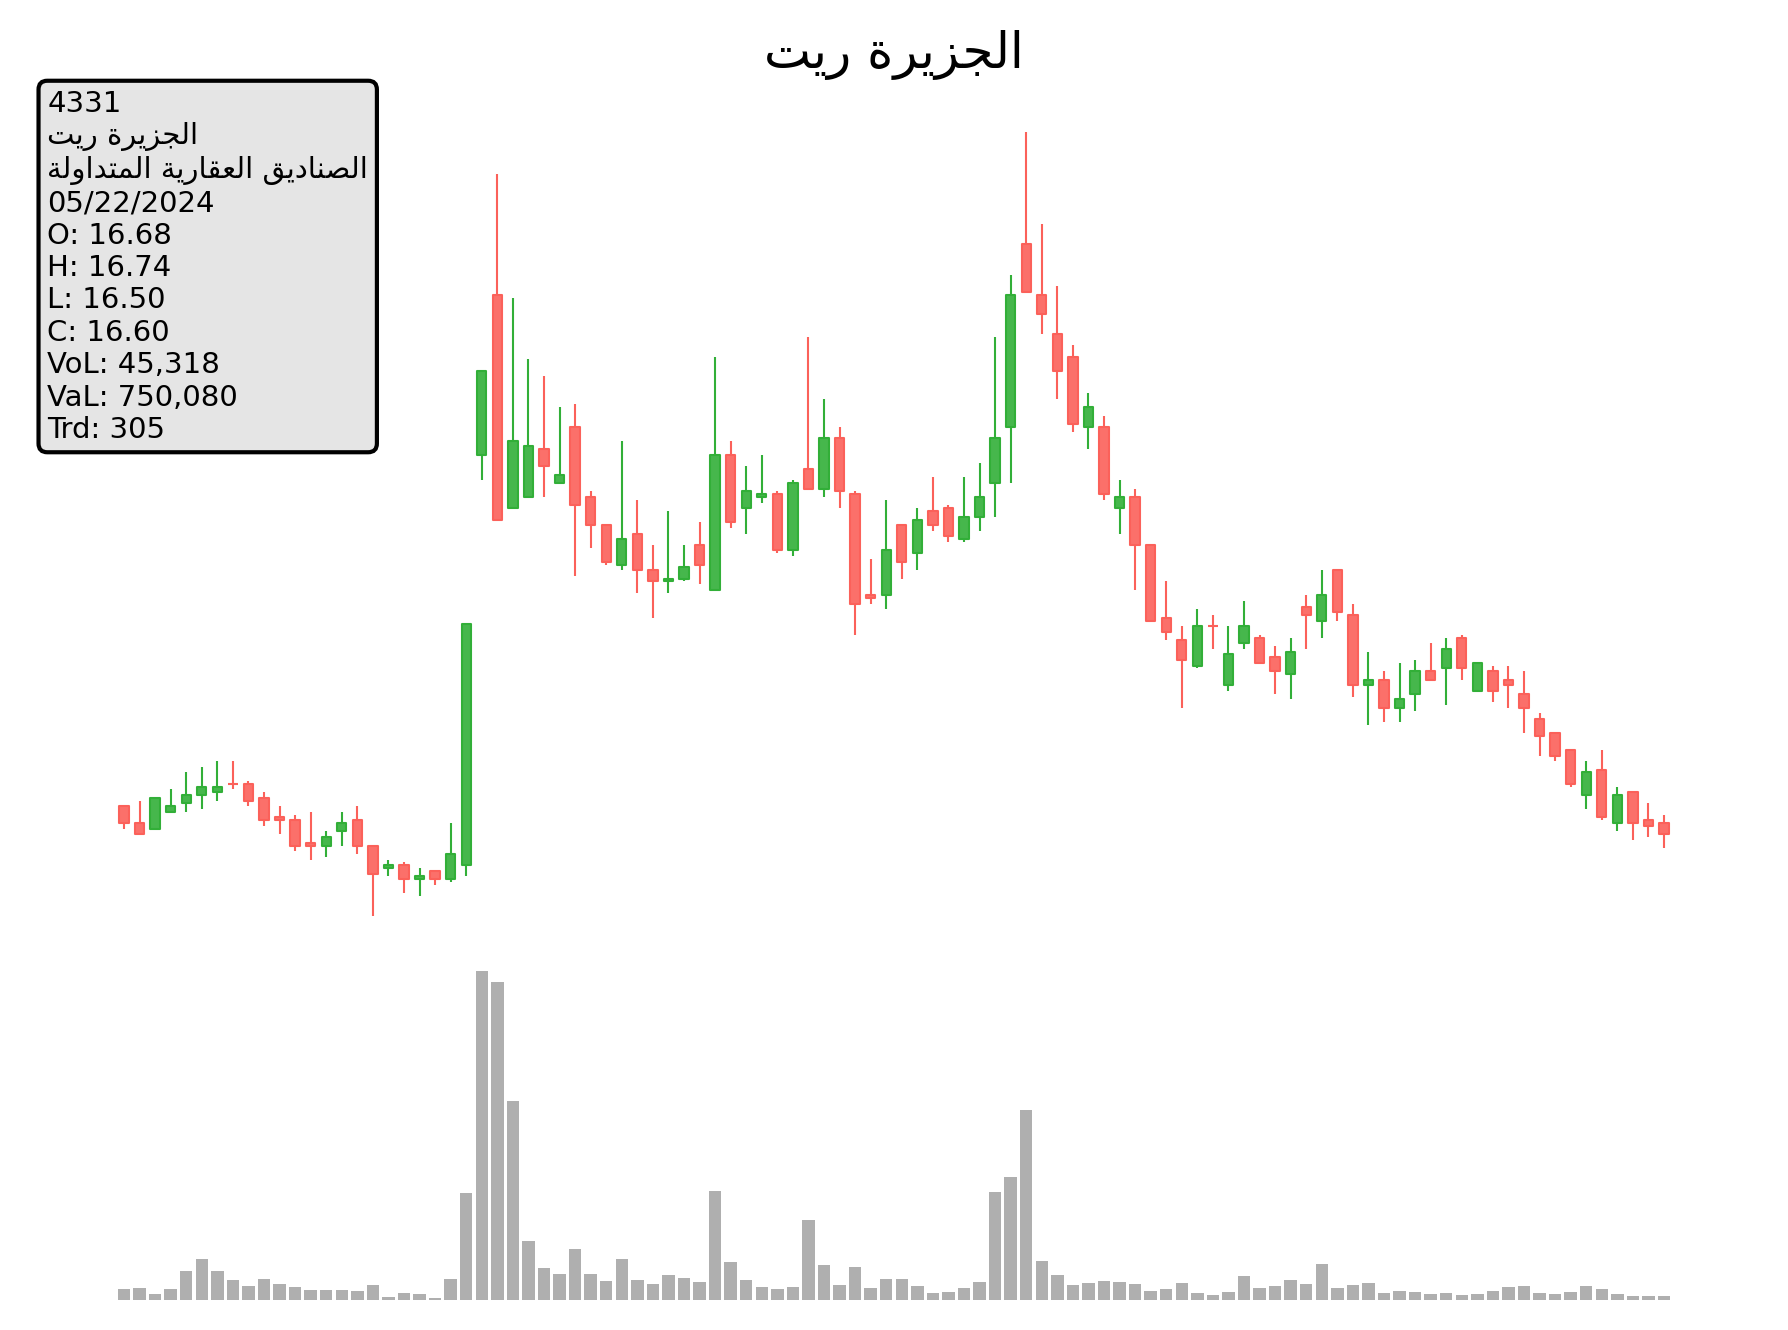 الجزيرة ريت
4331
الجزيرة ريت
الصناديق العقارية المتداولة
05/22/2024
O: 16.68
H: 16.74
L: 16.50
C: 16.60
VoL: 45,318
VaL: 750,080
Trd: 305